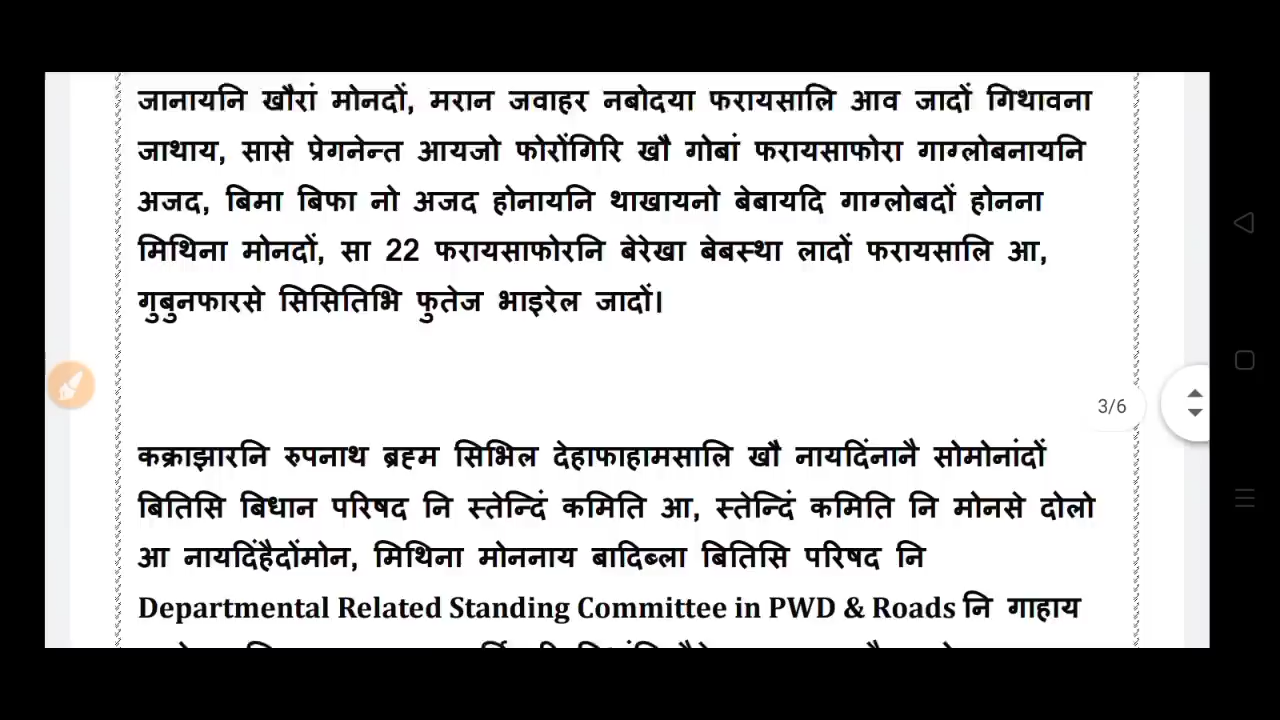 जानायनि खौरां मोनदों, मरान जवाहर नबोदया फरायसालि आव जादों गिथावना
जाथाय, सासे प्रेगनेन्त आयजो फोरोंगिरि खौ गोबां फरायसाफोरा गाग्लोबनायनि
अजद, बिमा बिफा नो अजद होनायनि थाखायनो बेबायदि गाग्लोबदों होनना
मिथिना मोनदों, सा 22 फरायसाफोरनि बेरेखा बेबस्था लादों फरायसालि आ,
गुबुनफारसे सिसितिभि फुतेज भाइरेल जादों।
3/6
कक्राझारनि रुपनाथ ब्रह्म सिभिल देहाफाहामसालि खौ नायदिंनानै सोमोनांदों
बितिसि बिधान परिषद नि स्तेन्दिं कमिति आ, स्तेन्दिं कमिति नि मोनसे दोलो
आ नायदिंहैदोंमोन, मिथिना मोननाय बादिब्ला बितिसि परिषद नि
Departmental Related Standing Committee in PWD & Roads नि गाहाय